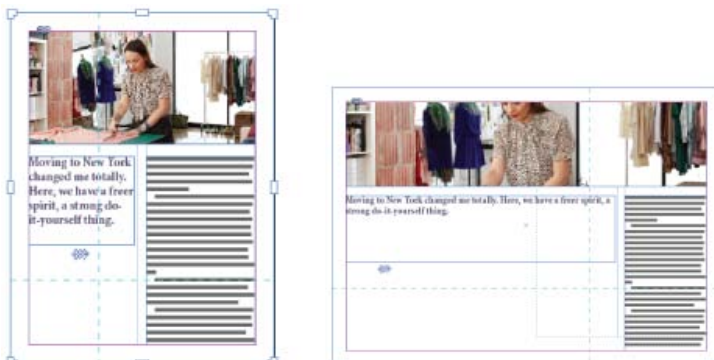 Moving to New York
changed me totally.
Here, we have a freer
spirit, a strong do-
it-yourself thing.
Moving to New York changed me totally. Here, we have a freer spirit, a
strong do-it-yourself thing.